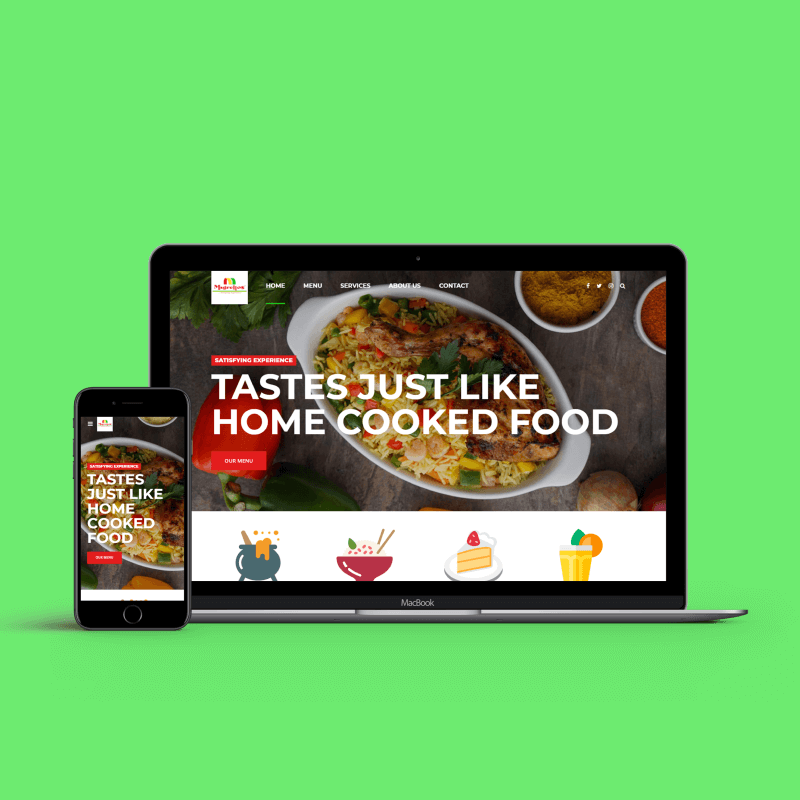 HOME MENU SERVICES ABOUT US CONTACT
SATISFYING EXPERIENCE
TASTES JUST LIKE
HOME COOKED FOOD
OUR MENU
MacBook
SATISFYING EXPERIENCE
TASTES
JUST LIKE
HOME
COOKED
FOOD
OUR MENU